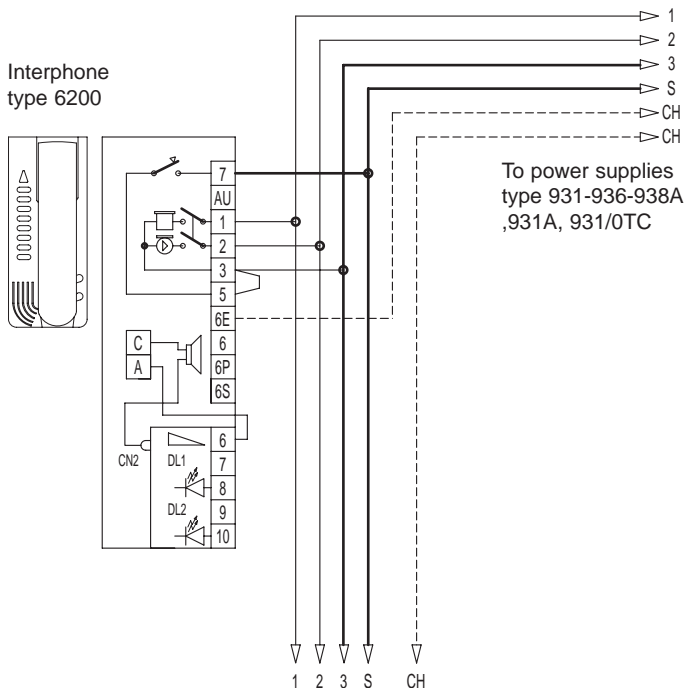 1
2
3
S
CH
CH
Interphone
type 6200
To power supplies
type 931-936-938A
,931A, 931/0TC
7
AU
1
2
3
5
6E
6
6P
6S
C
A
CN2
DL1
DL2
6
7
8
9
10
1 2 3 S CH